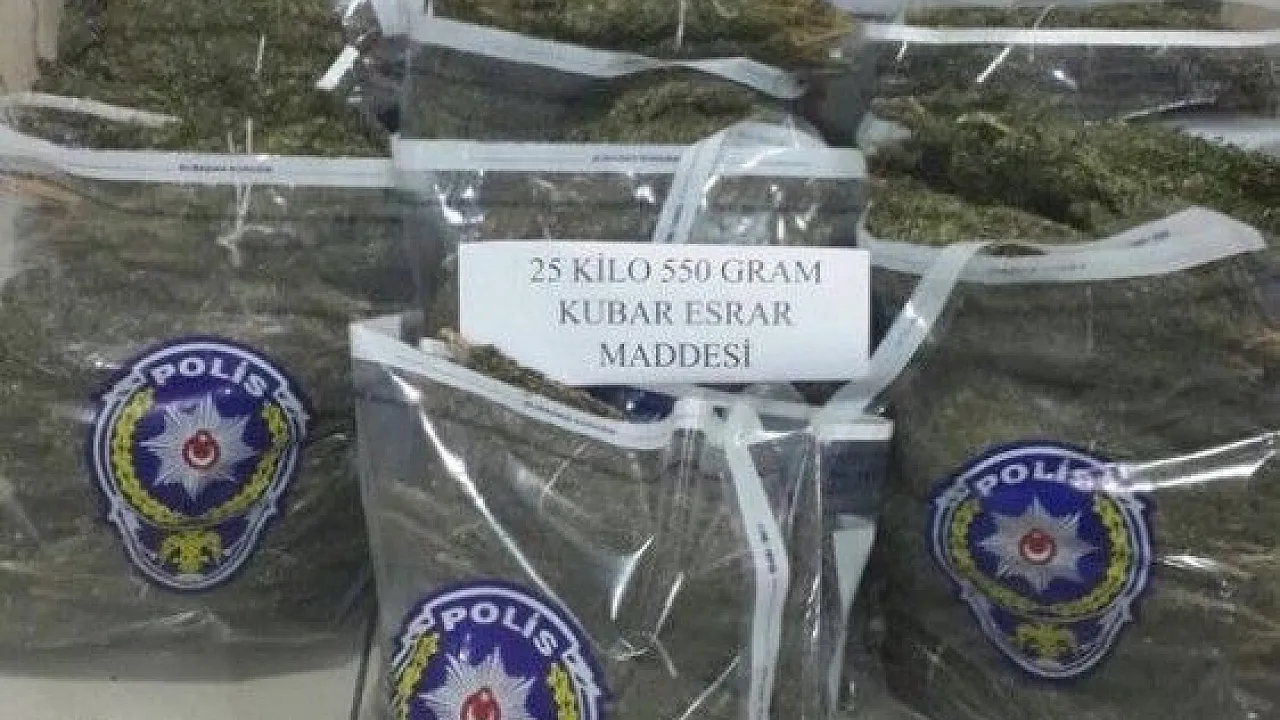 25 KİLO 550 GRAM
KUBAR ESRAR
MADDESİ
POLİS
POLİS
POLİS